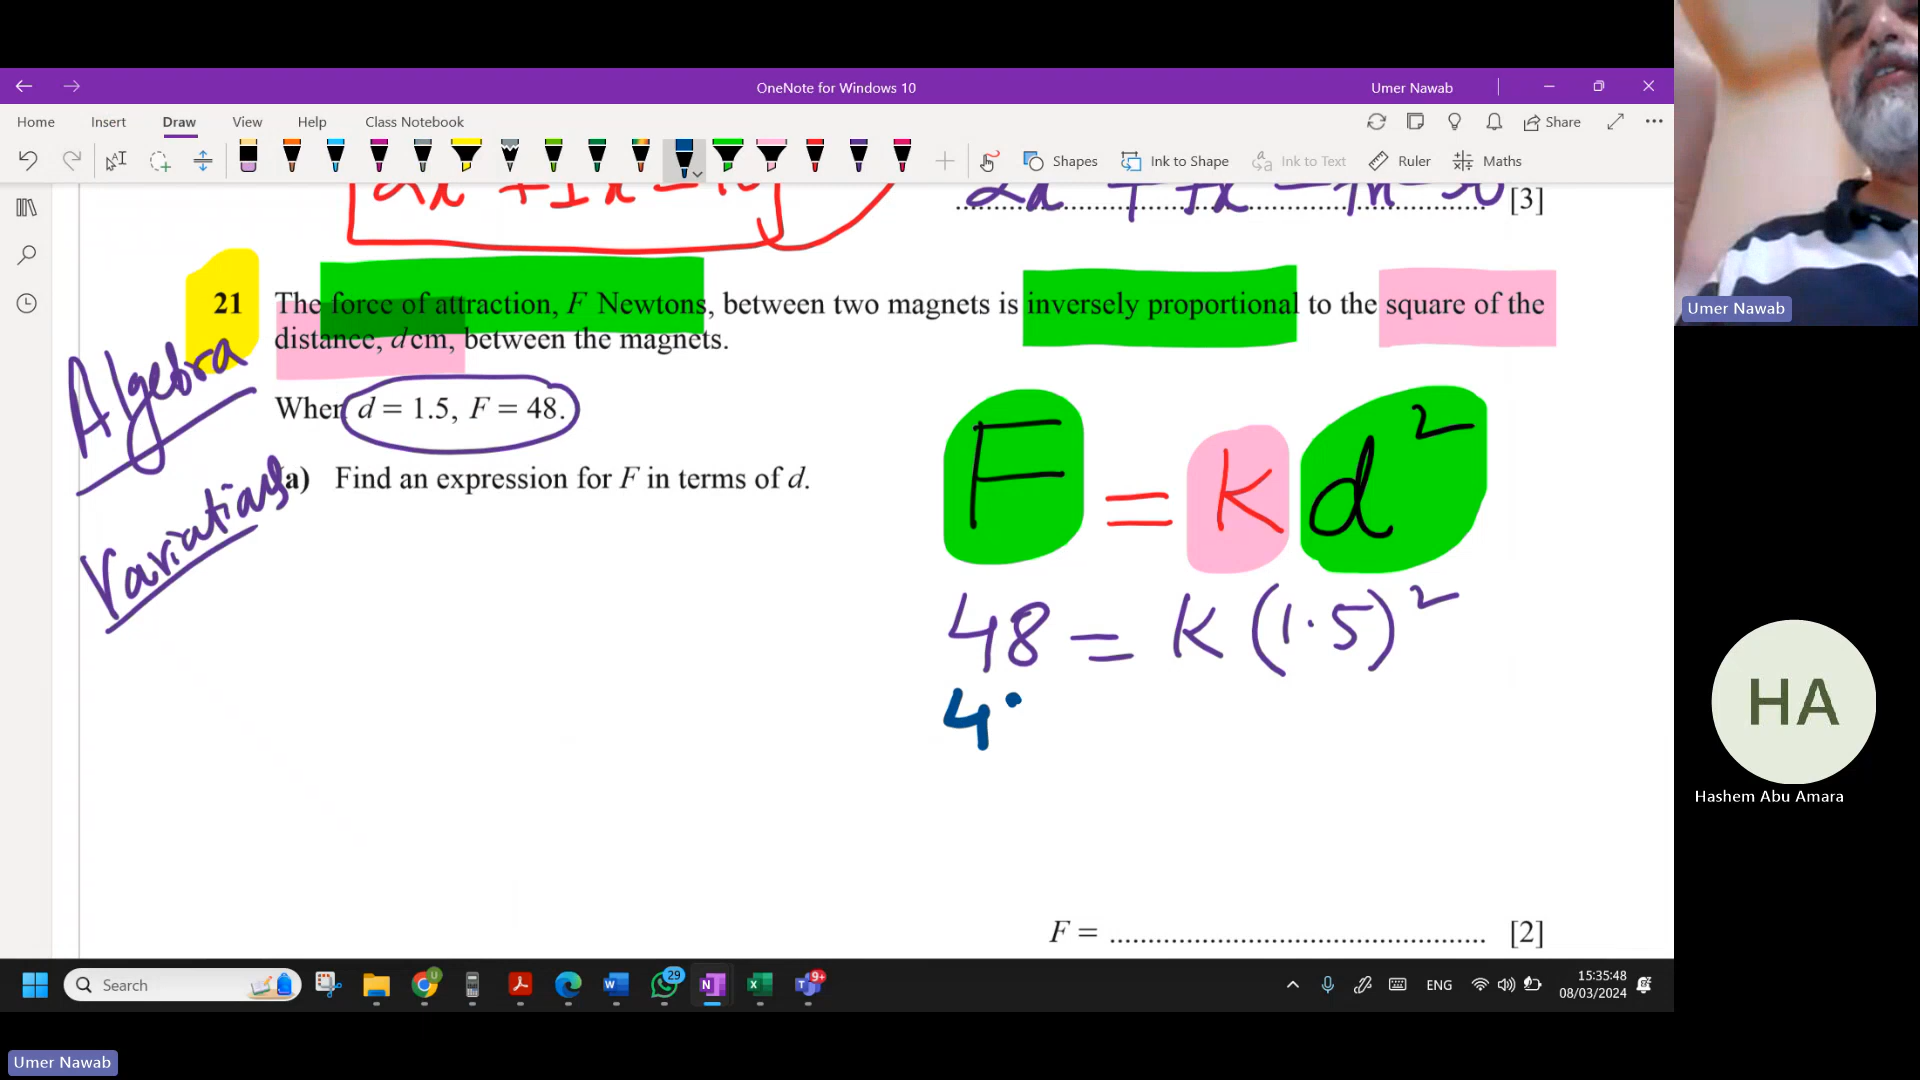 OneNote for Windows 10
Umer Nawab
Home Insert Draw View Help Class Notebook
Share
Shapes Ink to Shape Ink to Text Ruler Maths
[3]
21 The force of attraction, F Newtons, between two magnets is inversely proportional to the square of the
distance, d cm, between the magnets.
When d = 1.5, F = 48.
(a) Find an expression for F in terms of d.
Algebra
Variations
F = K d²
48 = K (1.5)²
4
F = ................................................ [2]
Umer Nawab
HA
Hashem Abu Amara
Search
U
29
9+
ENG
15:35:48
08/03/2024
Umer Nawab